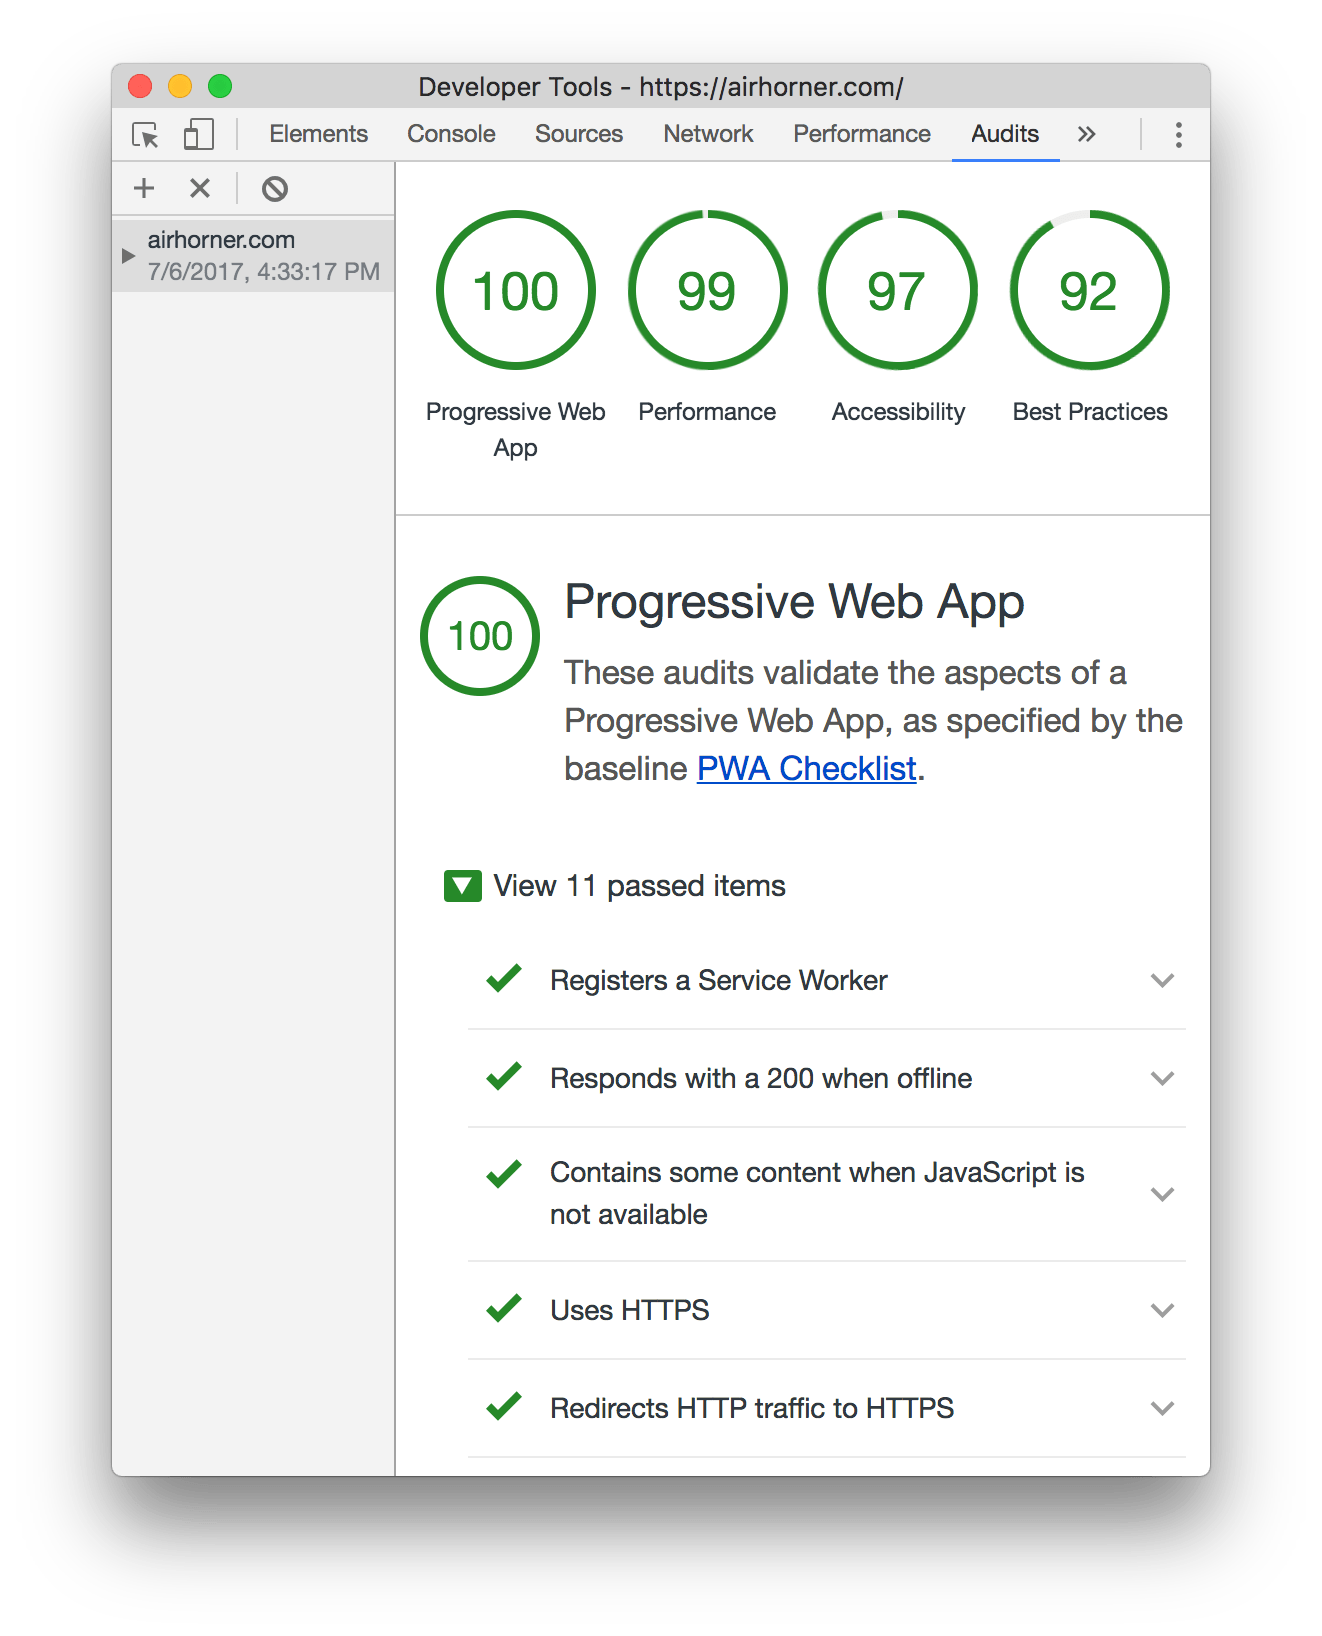 Developer Tools - https://airhorner.com/
Elements Console Sources Network Performance Audits
airhorner.com
7/6/2017, 4:33:17 PM
100 99 97 92
Progressive Web App
Performance
Accessibility
Best Practices
100
Progressive Web App
These audits validate the aspects of a
Progressive Web App, as specified by the
baseline PWA Checklist.
View 11 passed items
Registers a Service Worker
Responds with a 200 when offline
Contains some content when JavaScript is
not available
Uses HTTPS
Redirects HTTP traffic to HTTPS